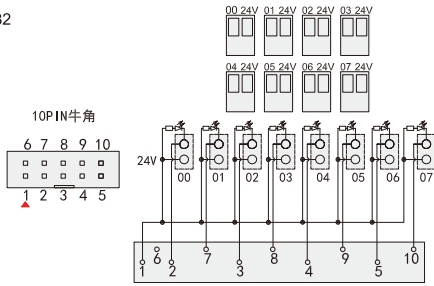 32
00 24V 01 24V 02 24V 03 24V
04 24V 05 24V 06 24V 07 24V
10PIN牛角
6 7 8 9 10
1 2 3 4 5
24V
00 01 02 03 04 05 06 07
1 6 2 7 3 8 4 9 5 10